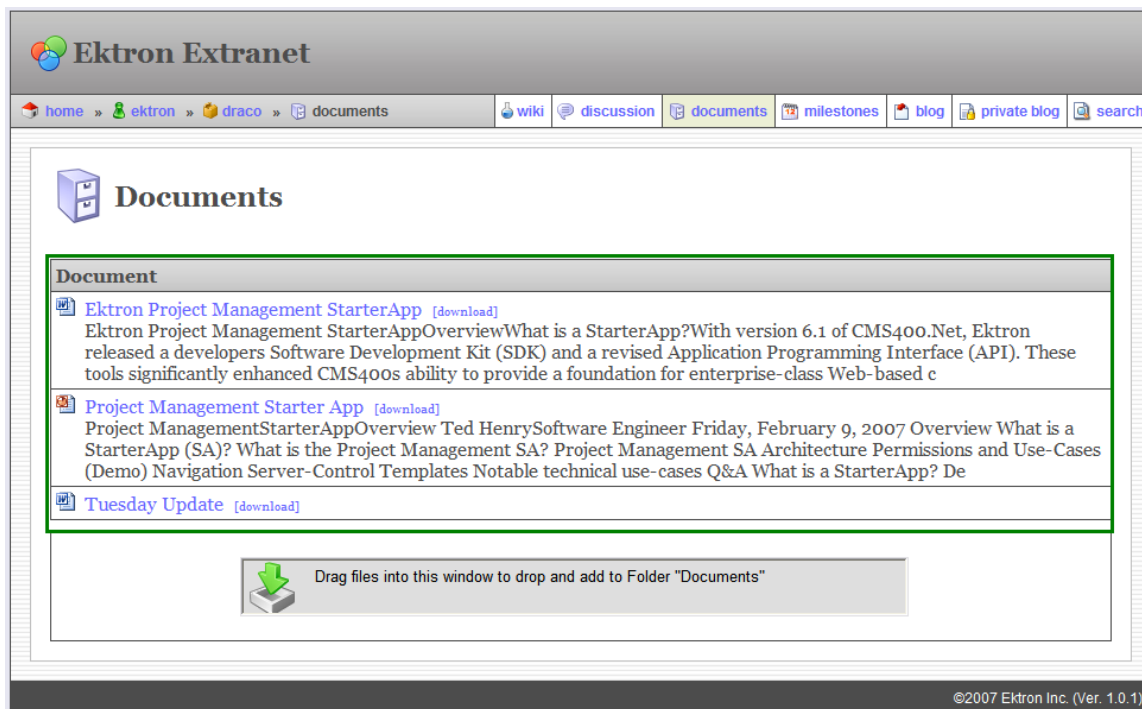 Ektron Extranet
home » ektron » draco » documents wiki discussion documents milestones blog private blog search
Documents
Document
Ektron Project Management StarterApp [download]
Ektron Project Management StarterAppOverviewWhat is a StarterApp?With version 6.1 of CMS400.Net, Ektron
released a developers Software Development Kit (SDK) and a revised Application Programming Interface (API). These
tools significantly enhanced CMS400s ability to provide a foundation for enterprise-class Web-based c
Project Management Starter App [download]
Project ManagementStarterAppOverview Ted HenrySoftware Engineer Friday, February 9, 2007 Overview What is a
StarterApp (SA)? What is the Project Management SA? Project Management SA Architecture Permissions and Use-Cases
(Demo) Navigation Server-Control Templates Notable technical use-cases Q&A What is a StarterApp? De
Tuesday Update [download]
Drag files into this window to drop and add to Folder "Documents"
©2007 Ektron Inc. (Ver. 1.0.1)